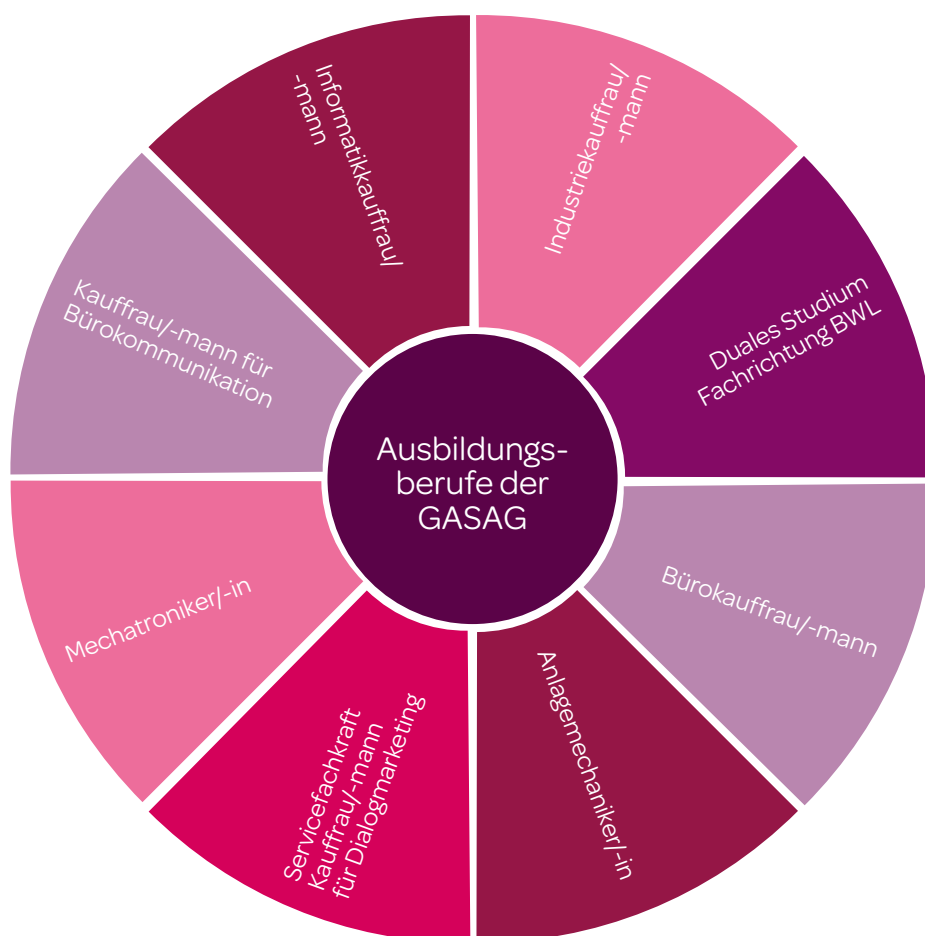 Ausbildungs-
berufe der
GASAG
Industriekauffrau/
-mann
Duales Studium
Fachrichtung BWL
Bürokauffrau/-mann
Anlagemechaniker/-in
Servicefachkraft
Kauffrau/-mann
für Dialogmarketing
Mechatroniker/-in
Kauffrau/-mann für
Bürokommunikation
Informatikkauffrau/
-mann